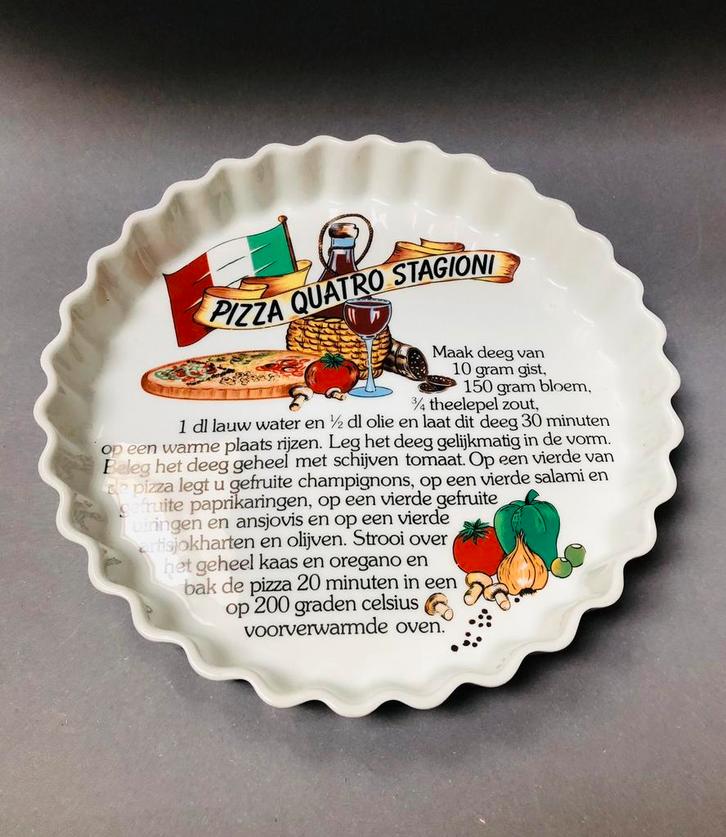 PIZZA QUATRO STAGIONI
Maak deeg van
10 gram gist,
150 gram bloem,
¾ theelepel zout,
1 dl lauw water en ½ dl olie en laat dit deeg 30 minuten
op een warme plaats rijzen. Leg het deeg gelijkmatig in de vorm.
Beleg het deeg geheel met schijven tomaat. Op een vierde van
de pizza legt u gefruite champignons, op een vierde salami en
gefruite paprikaringen, op een vierde gefruite
uiringen en ansjovis en op een vierde
artisjokharten en olijven. Strooi over
het geheel kaas en oregano en
bak de pizza 20 minuten in een
op 200 graden celsius
voorverwarmde oven.